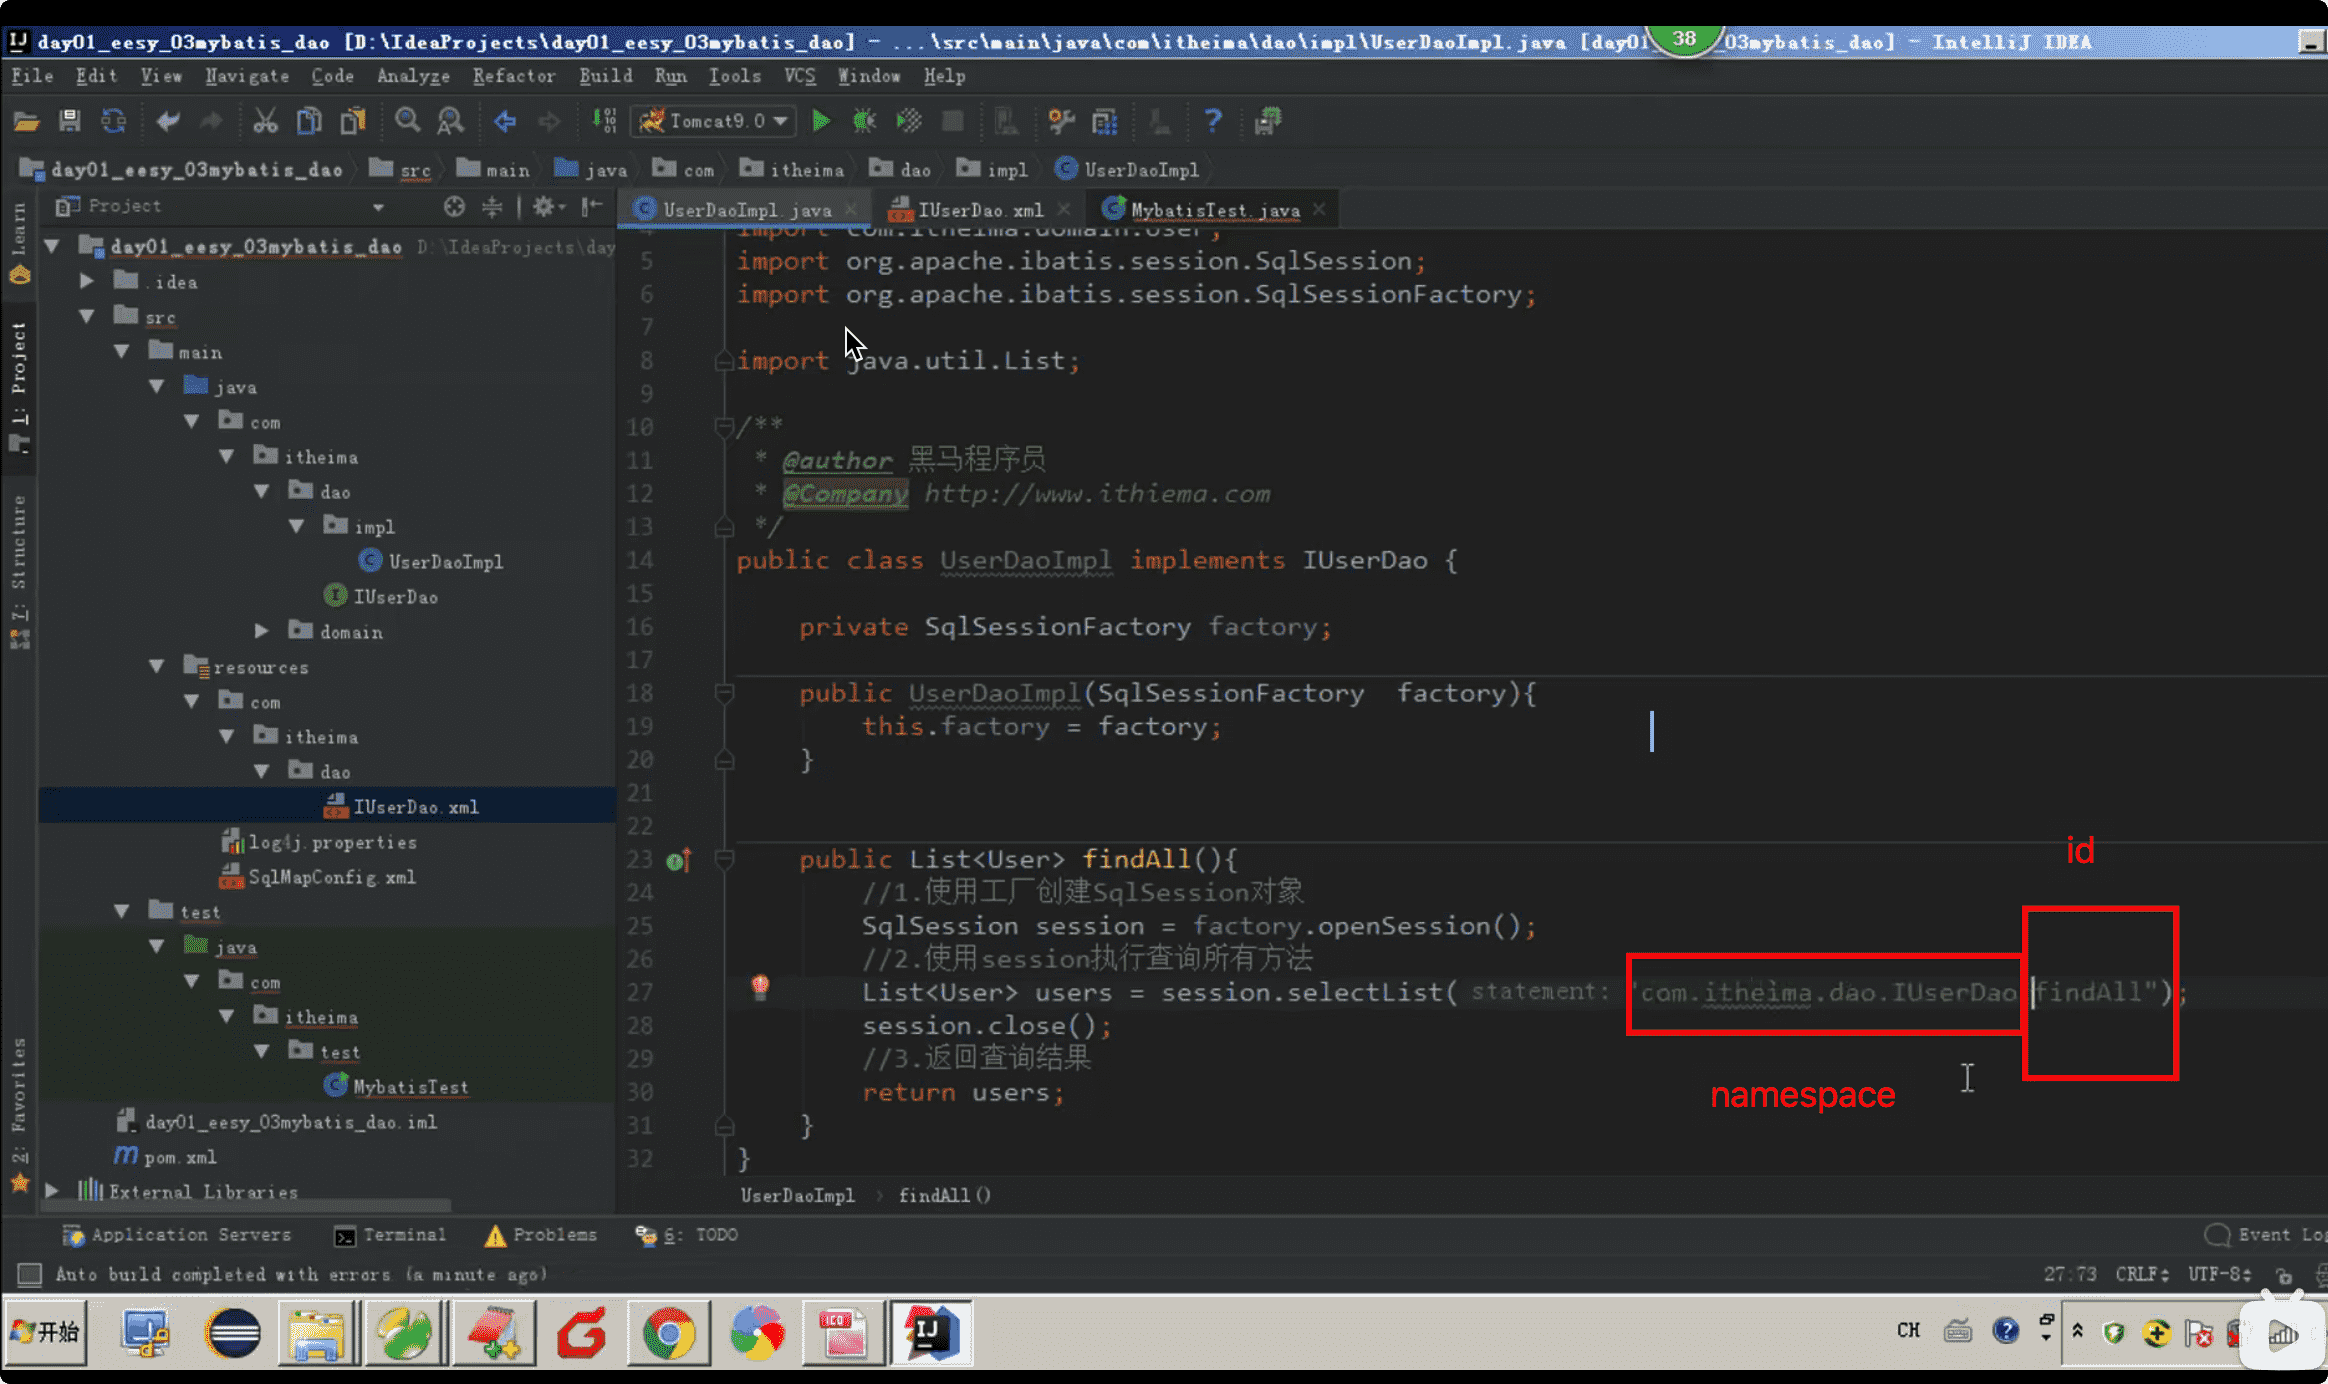 day01_eesy_03mybatis_dao [D:\IdeaProjects\day01_eesy_03mybatis_dao] - ...\src\main\java\com\itheima\dao\impl\UserDaoImpl.java [day01 38 _03mybatis_dao] - IntelliJ IDEA
File Edit View Navigate Code Analyze Refactor Build Run Tools VCS Window Help
Tomcat9.0
day01_eesy_03mybatis_dao src main java com itheima dao impl UserDaoImpl
Project
UserDaoImpl.java IUserDao.xml MybatisTest.java
Learn
1: Project
7: Structure
2: Favorites
day01_eesy_03mybatis_dao D:\IdeaProjects\day
.idea
src
main
java
com
itheima
dao
impl
UserDaoImpl
IUserDao
domain
resources
com
itheima
dao
IUserDao.xml
log4j.properties
SqlMapConfig.xml
test
java
com
itheima
test
MybatisTest
day01_eesy_03mybatis_dao.iml
pom.xml
External Libraries
4 import com.itheima.domain.User;
5 import org.apache.ibatis.session.SqlSession;
6 import org.apache.ibatis.session.SqlSessionFactory;
7
8 import java.util.List;
9
10 /**
11 * @author 黑马程序员
12 * @Company http://www.ithiema.com
13 */
14 public class UserDaoImpl implements IUserDao {
15
16 private SqlSessionFactory factory;
17
18 public UserDaoImpl(SqlSessionFactory factory){
19 this.factory = factory;
20 }
21
22
23 public List<User> findAll(){
24 //1.使用工厂创建SqlSession对象
25 SqlSession session = factory.openSession();
26 //2.使用session执行查询所有方法
27 List<User> users = session.selectList( statement: "com.itheima.dao.IUserDao.findAll");
28 session.close();
29 //3.返回查询结果
30 return users;
31 }
32 }
id
namespace
UserDaoImpl findAll()
Application Servers Terminal Problems 6: TODO Event Log
Auto build completed with errors (a minute ago) 27:73 CRLF UTF-8
开始 ICO IJ CH